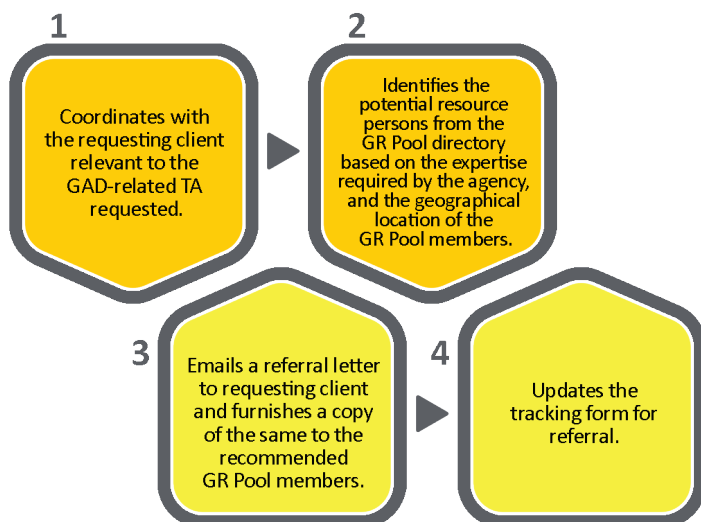 1
Coordinates with
the requesting client
relevant to the
GAD-related TA
requested.
2
Identifies the
potential resource
persons from the
GR Pool directory
based on the expertise
required by the agency,
and the geographical
location of the
GR Pool members.
3
Emails a referral letter
to requesting client
and furnishes a copy
of the same to the
recommended
GR Pool members.
4
Updates the
tracking form for
referral.